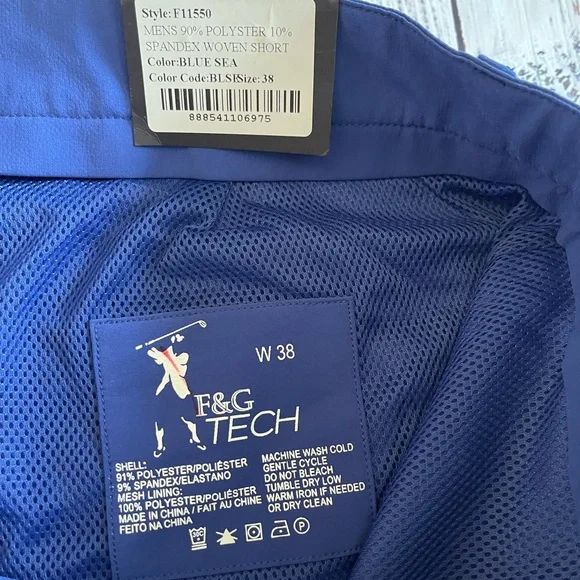 Style: F11550
MENS 90% POLYSTER 10%
SPANDEX WOVEN SHORT
Color:BLUE SEA
Color Code:BLSESize:38
888541106975
W 38
F&G
TECH
SHELL:
91% POLYESTER/POLIÉSTER
9% SPANDEX/ELASTANO
MESH LINING:
100% POLYESTER/POLIÉSTER
MADE IN CHINA / FAIT AU CHINE
FEITO NA CHINA
MACHINE WASH COLD
GENTLE CYCLE
DO NOT BLEACH
TUMBLE DRY LOW
WARM IRON IF NEEDED
OR DRY CLEAN